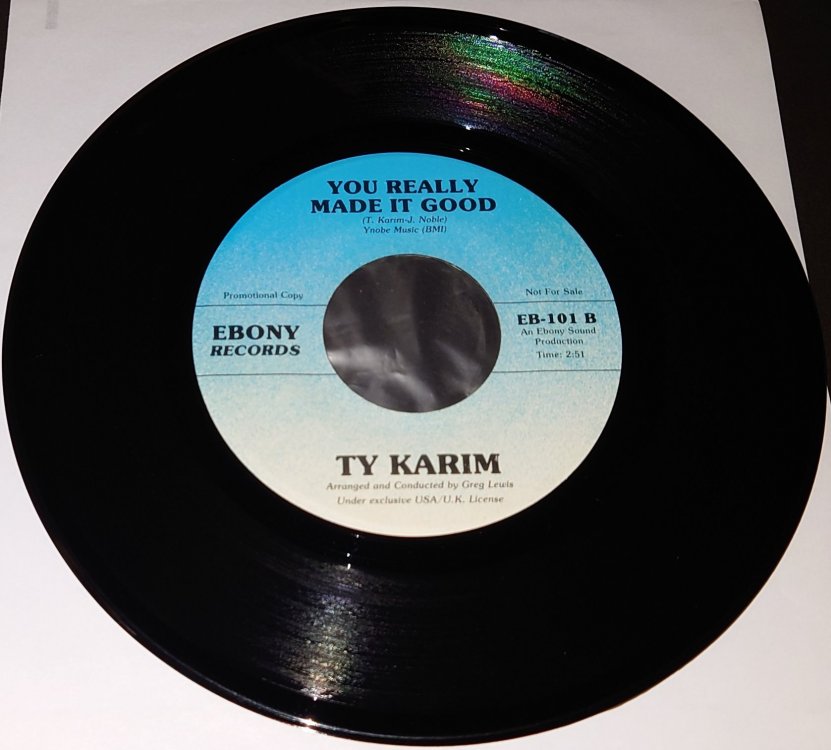 YOU REALLY
MADE IT GOOD
(T. Karim-J. Noble)
Ynobe Music (BMI)
Promotional Copy
Not For Sale
EBONY
RECORDS
EB-101 B
An Ebony Sound
Production
Time: 2:51
TY KARIM
Arranged and Conducted by Greg Lewis
Under exclusive USA/U.K. License